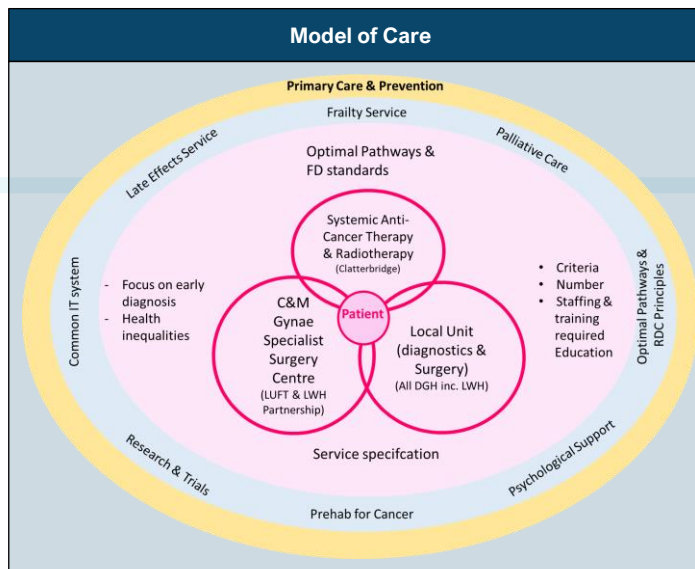 Model of Care
Primary Care & Prevention
Frailty Service
Late Effects Service
Palliative Care
Optimal Pathways &
FD standards
Systemic Anti-
Cancer Therapy
& Radiotherapy
(Clatterbridge)
Common IT system
- Focus on early
diagnosis
- Health
inequalities
C&M
Gynae
Specialist
Surgery
Centre
(LUFT & LWH
Partnership)
Patient
Local Unit
(diagnostics &
Surgery)
(All DGH inc. LWH)
• Criteria
• Number
• Staffing &
training
required
Education
Optimal Pathways &
RDC Principles
Service specifcation
Research & Trials
Psychological Support
Prehab for Cancer